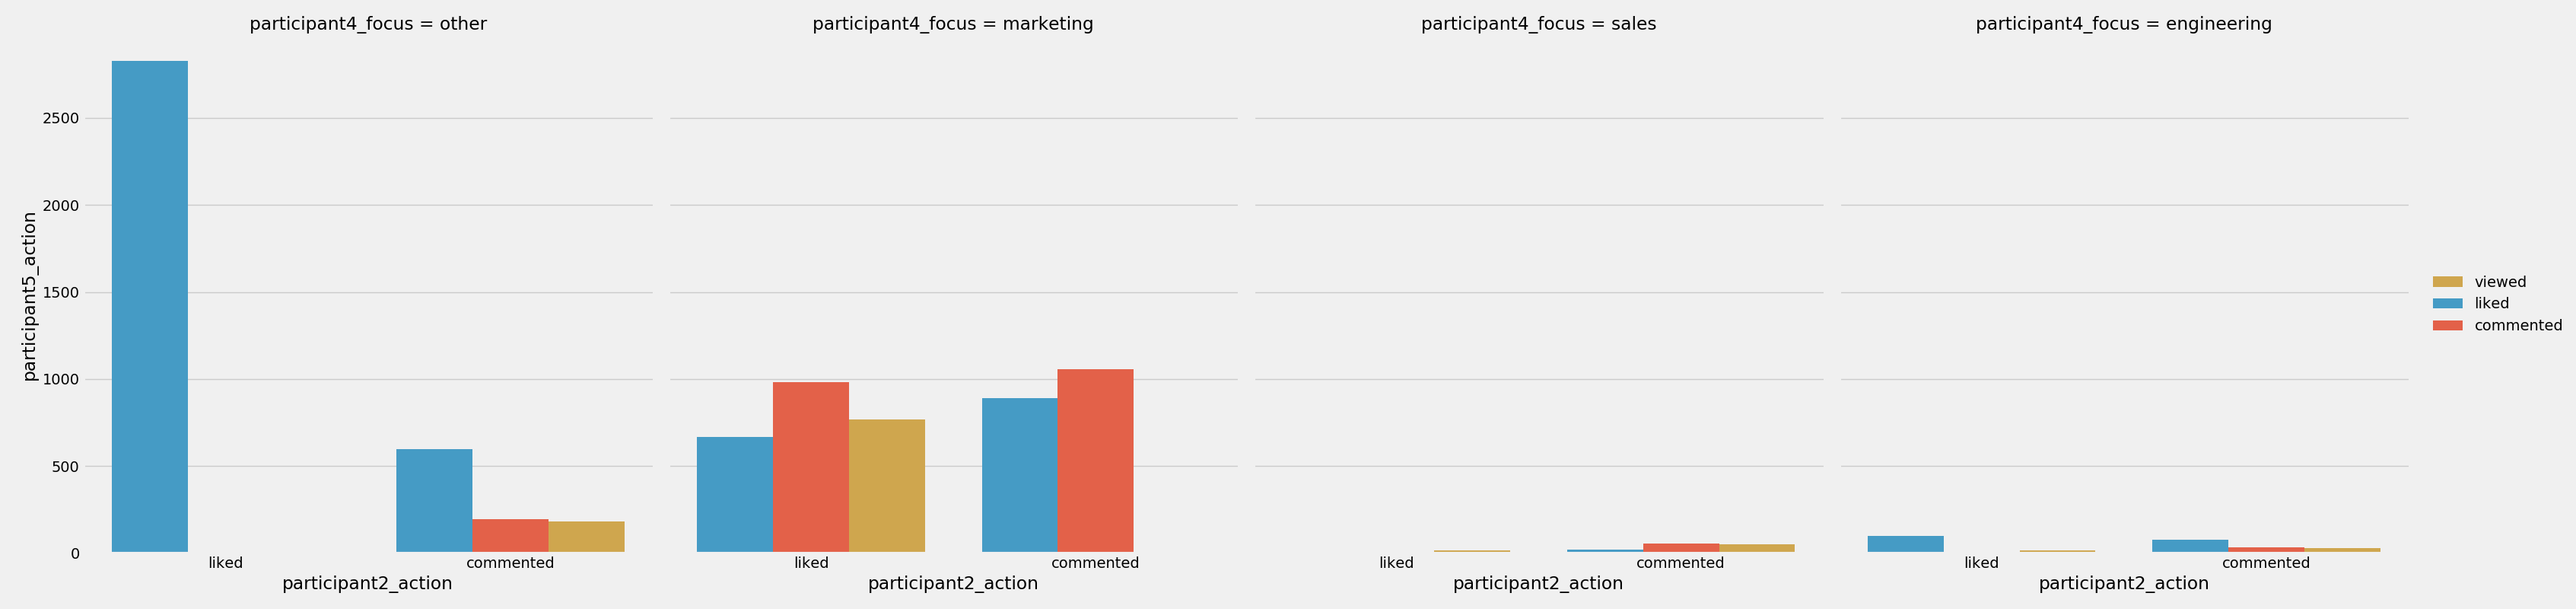 participant4_focus = other
participant4_focus = marketing
participant4_focus = sales
participant4_focus = engineering
participant5_action
2500
2000
1500
1000
500
0
liked
commented
liked
commented
liked
commented
liked
commented
participant2_action
participant2_action
participant2_action
participant2_action
viewed
liked
commented